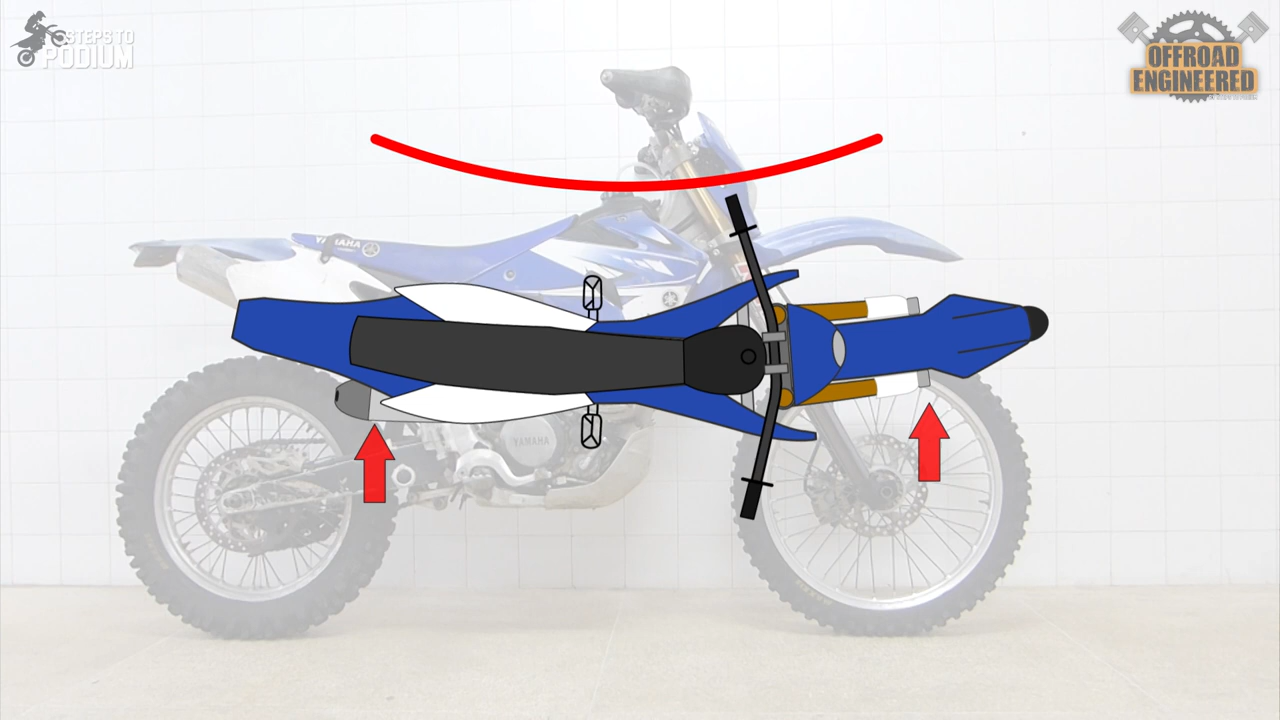 STEPS TO
PODIUM
OFFROAD
ENGINEERED
YAMAHA
YAMAHA